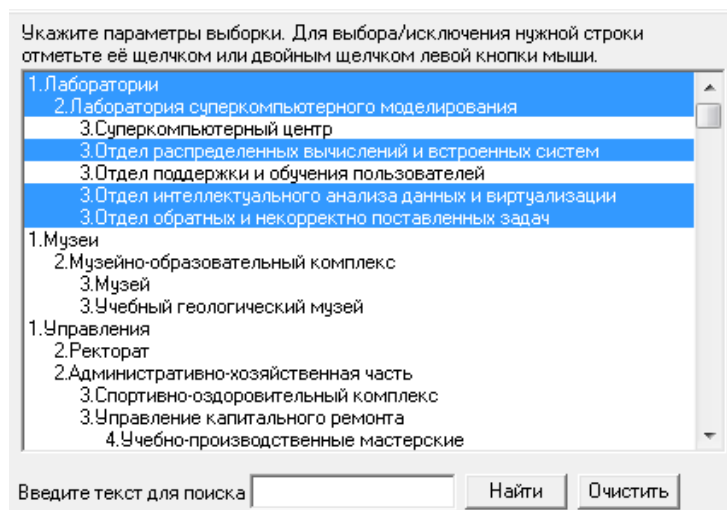 Укажите параметры выборки. Для выбора/исключения нужной строки
отметьте её щелчком или двойным щелчком левой кнопки мыши.
1.Лаборатории
2.Лаборатория суперкомпьютерного моделирования
3.Суперкомпьютерный центр
3.Отдел распределенных вычислений и встроенных систем
3.Отдел поддержки и обучения пользователей
3.Отдел интеллектуального анализа данных и виртуализации
3.Отдел обратных и некорректно поставленных задач
1.Музеи
2.Музейно-образовательный комплекс
3.Музей
3.Учебный геологический музей
1.Управления
2.Ректорат
2.Административно-хозяйственная часть
3.Спортивно-оздоровительный комплекс
3.Управление капитального ремонта
4.Учебно-производственные мастерские
Введите текст для поиска Найти Очистить